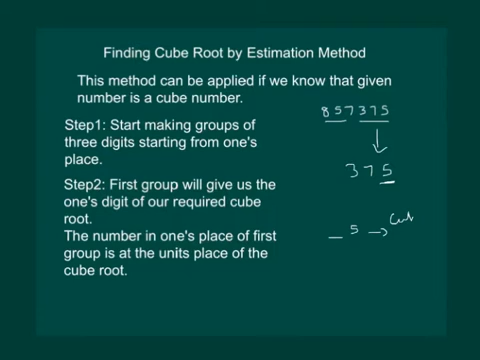 Finding Cube Root by Estimation Method
This method can be applied if we know that given
number is a cube number.
857375
Step1: Start making groups of
three digits starting from one's
place.
375
Step2: First group will give us the
one's digit of our required cube
root.
The number in one's place of first
group is at the units place of the
cube root.
_ 5 → Cub